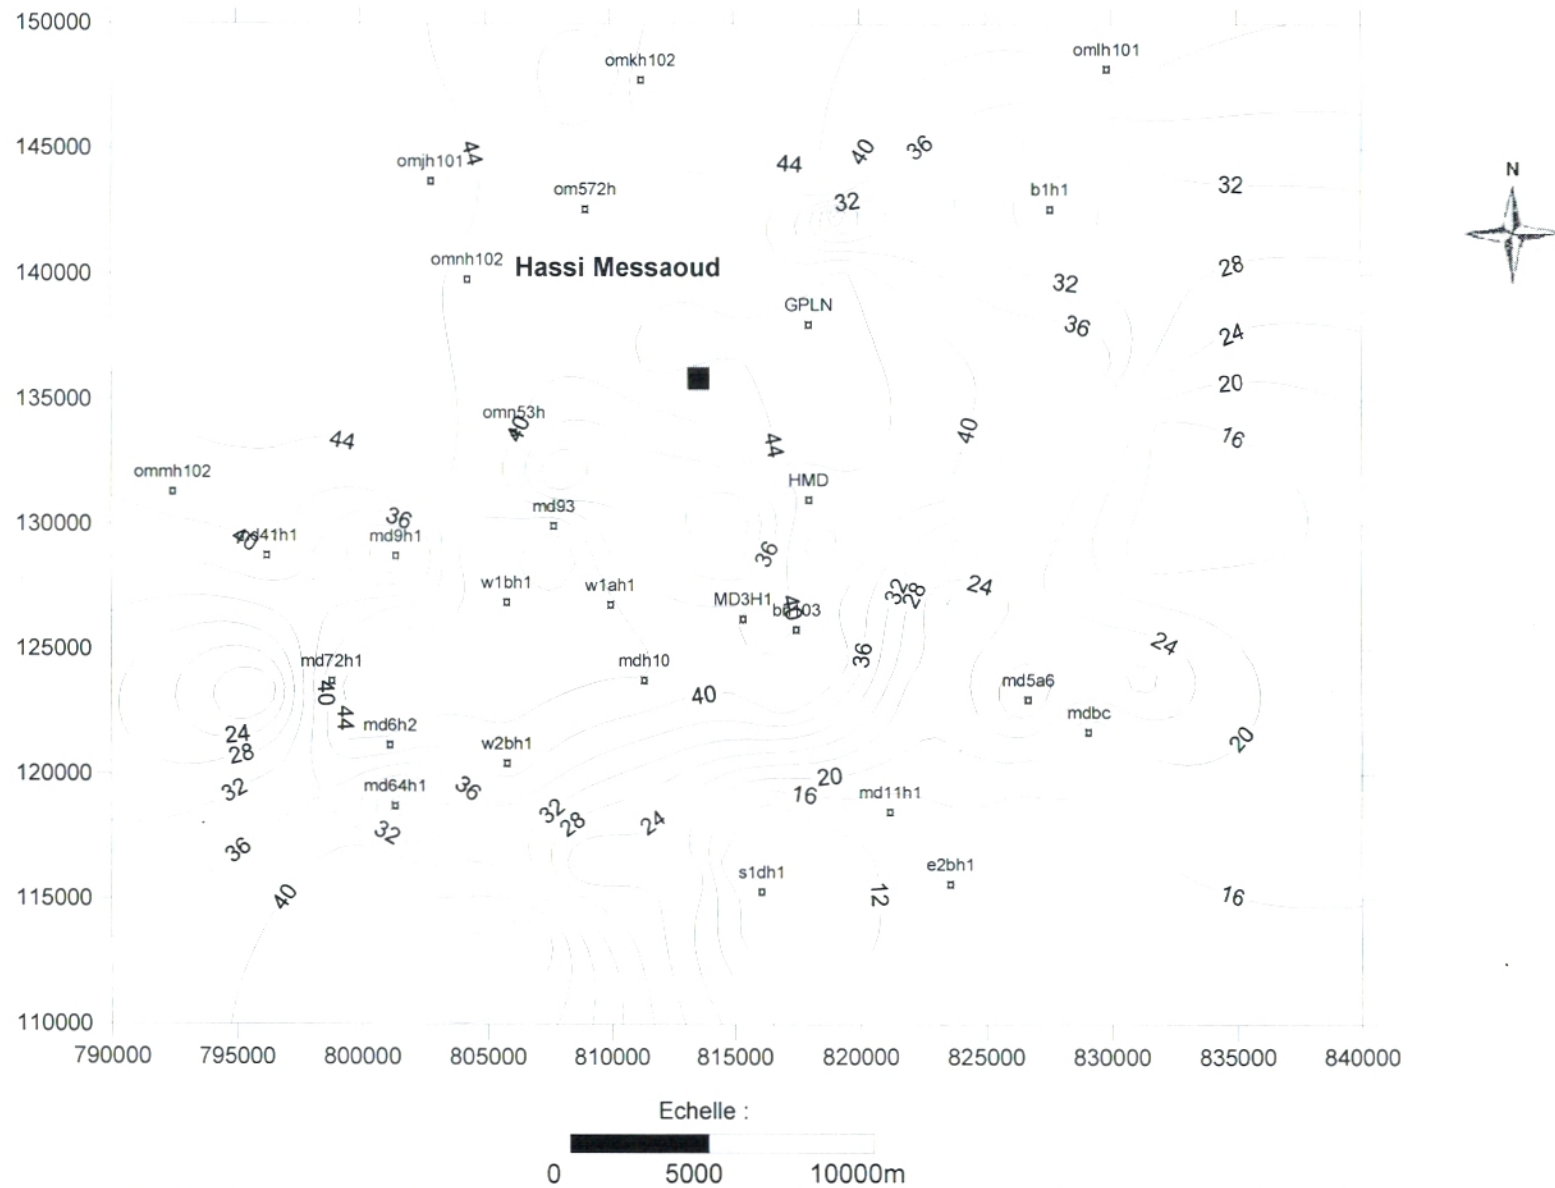 150000
omkh102
omlh101
145000
omjh101
44
44
40
36
om572h
32
b1h1
32
N
140000
omnh102
Hassi Messaoud
32
28
GPLN
36
24
135000
20
omn53h
40
44
44
40
16
ommh102
HMD
130000
36
md93
40
md41h1
md9h1
36
w1bh1
w1ah1
MD3H1
40
32
28
24
125000
md72h1
mdh10
36
24
40
44
40
md5a6
md6h2
mdbc
24
28
w2bh1
20
120000
32
md64h1
36
20
16
md11h1
32
32
28
24
36
s1dh1
e2bh1
115000
40
12
16
110000
790000 795000 800000 805000 810000 815000 820000 825000 830000 835000 840000
Echelle :
0 5000 10000m